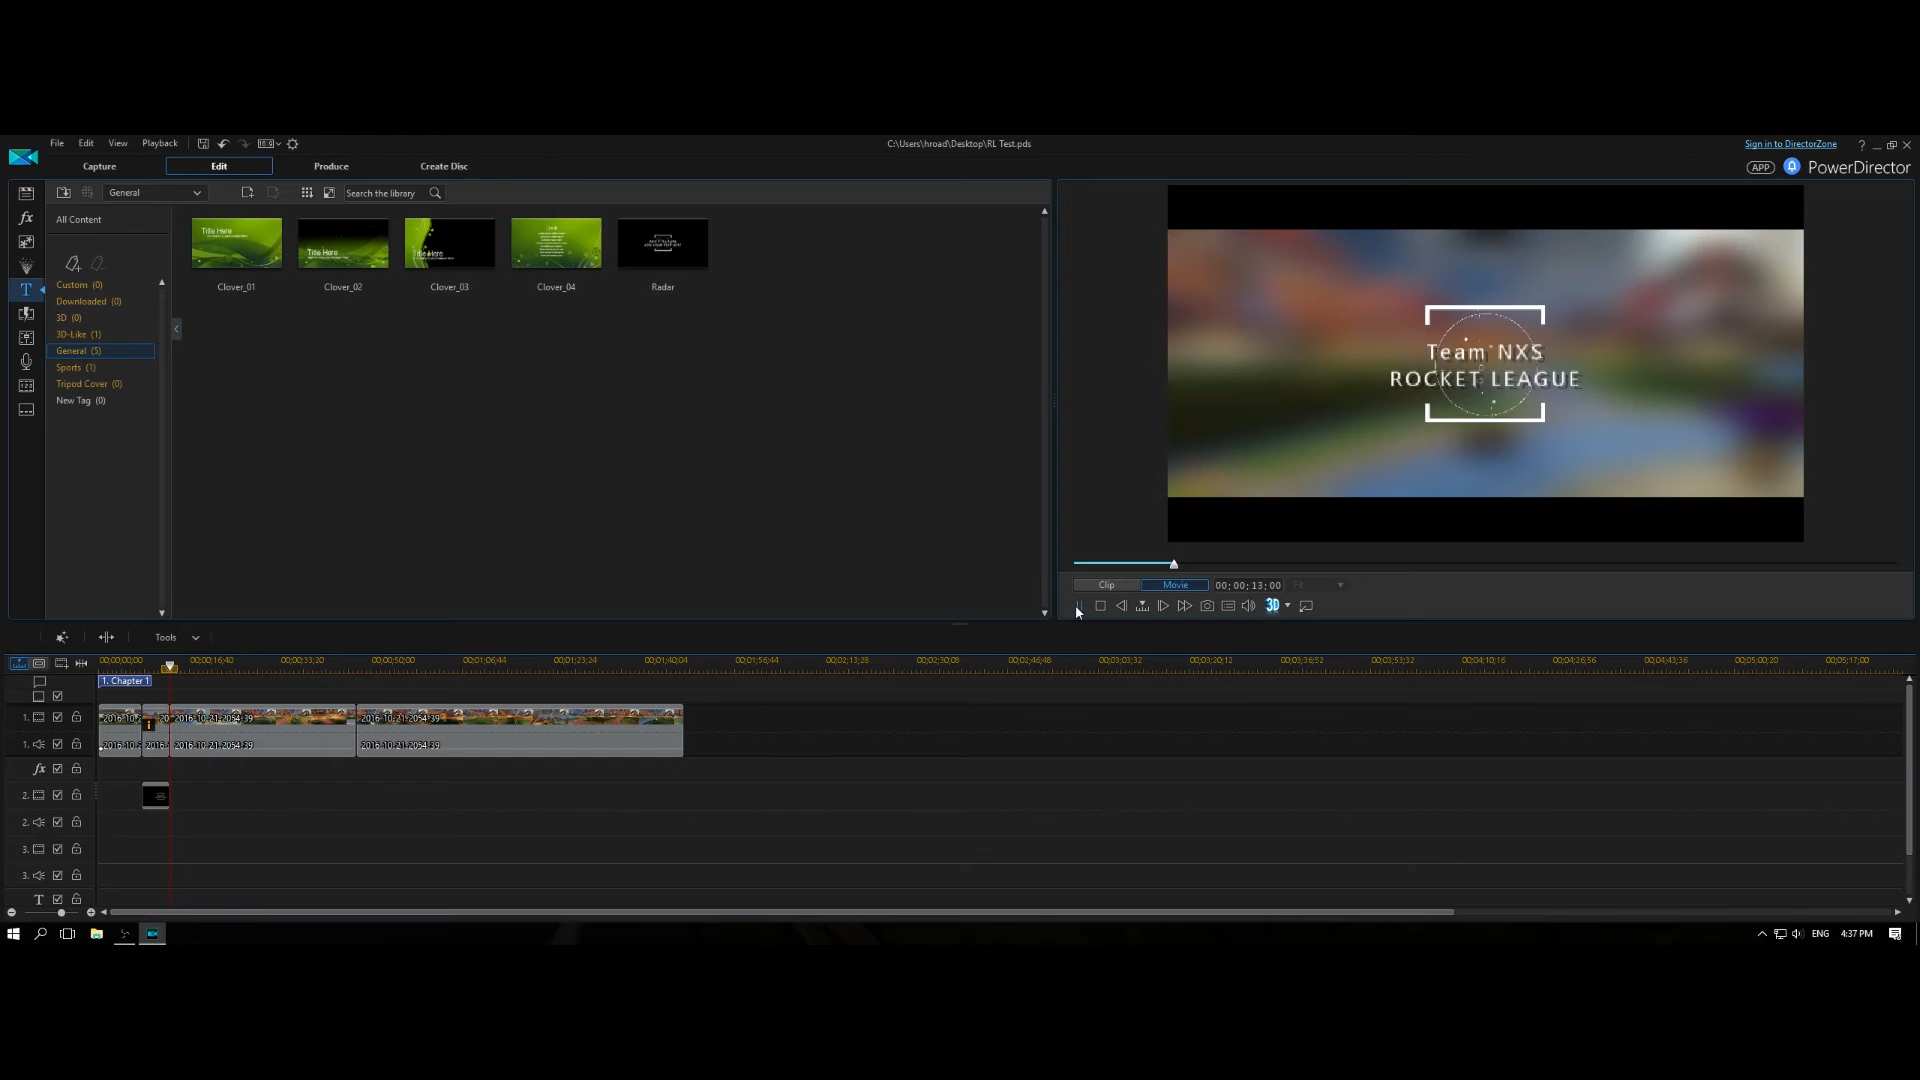 File Edit View Playback
C:\Users\hroad\Desktop\RL Test.pds
Sign in to DirectorZone
?
Capture Edit Produce Create Disc
APP PowerDirector
General
Search the library
All Content
Custom (0)
Downloaded (0)
3D (0)
3D-Like (1)
General (5)
Sports (1)
Tripod Cover (0)
New Tag (0)
Title Here
Title Here
Title Here
Clover_01 Clover_02 Clover_03 Clover_04 Radar
Team NXS
ROCKET LEAGUE
Clip Movie 00;00;13;00 Fit
3D
Tools
00;00;00;00 00;00;16;40 00;00;33;20 00;00;50;00 00;01;06;44 00;01;23;24 00;01;40;04 00;01;56;44 00;02;13;28 00;02;30;08 00;02;46;48 00;03;03;32 00;03;20;12 00;03;36;52 00;03;53;32 00;04;10;16 00;04;26;56 00;04;43;36 00;05;00;20 00;05;17;00
1. Chapter 1
1. 2016-10-2 20 2016-10-21-2054-39 2016-10-21-2054-39
1. 2016-10-2 2016- 2016-10-21-2054-39 2016-10-21-2054-39
fx
2.
2.
3.
3.
T
ENG 4:37 PM